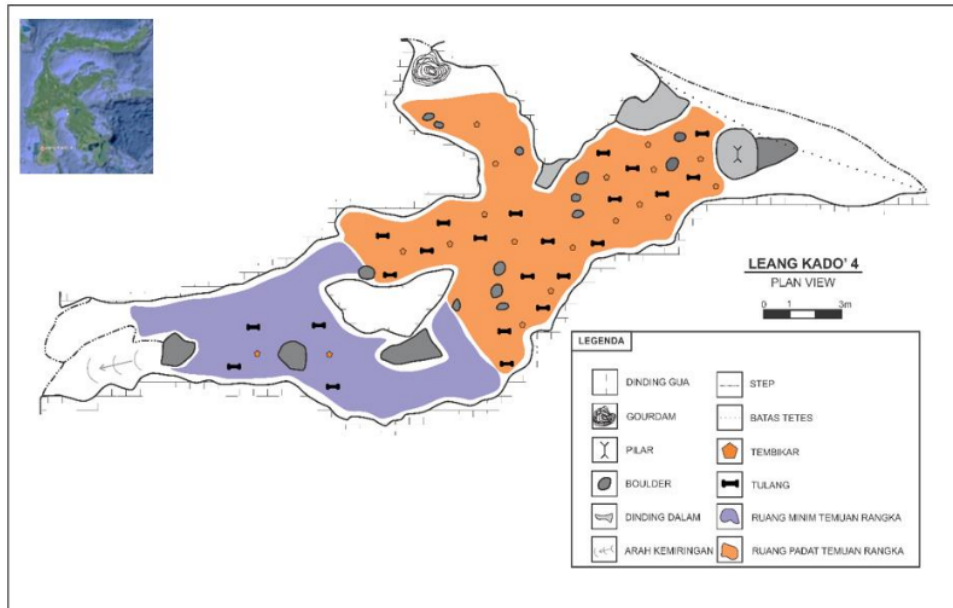 LEANG KADO' 4
PLAN VIEW
0 1 3m
LEGENDA
DINDING GUA
GOURDAM
PILAR
BOULDER
DINDING DALAM
ARAH KEMIRINGAN
STEP
BATAS TETES
TEMBIKAR
TULANG
RUANG MINIM TEMUAN RANGKA
RUANG PADAT TEMUAN RANGKA